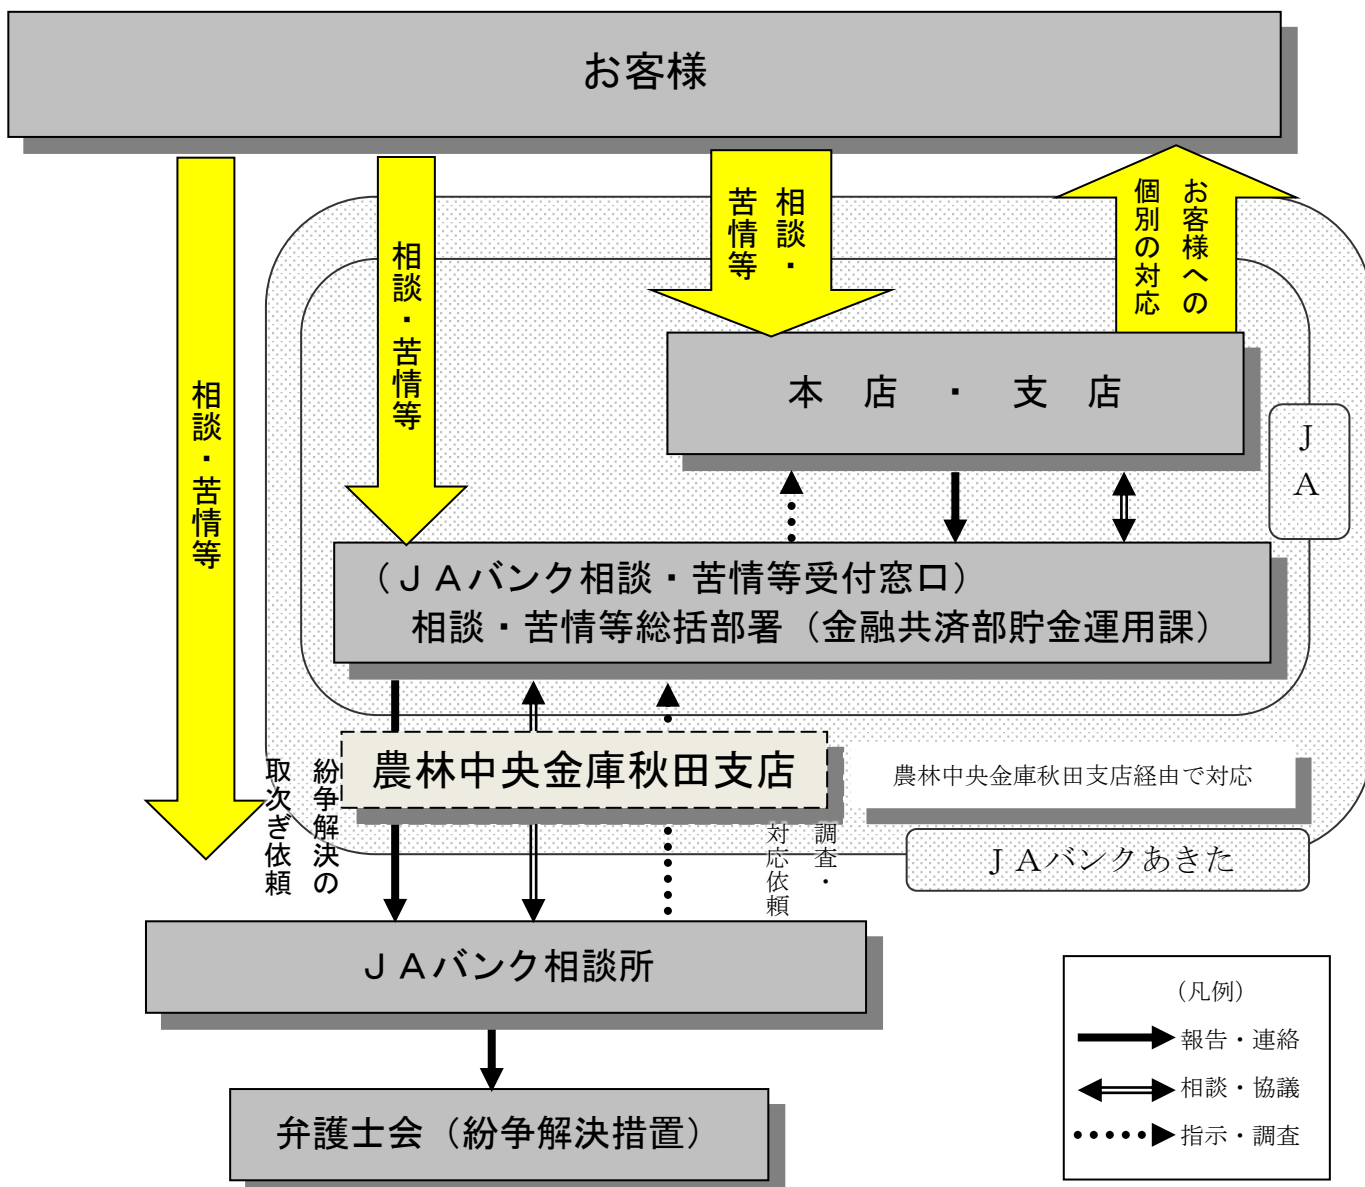 お客様
相談・苦情等
相談・苦情等
相談・
苦情等
お客様への
個別の対応
本　店　・　支　店
ＪＡ
（ＪＡバンク相談・苦情等受付窓口）
相談・苦情等総括部署（金融共済部貯金運用課）
農林中央金庫秋田支店
農林中央金庫秋田支店経由で対応
紛争解決の
取次ぎ依頼
調査・
対応依頼
ＪＡバンクあきた
ＪＡバンク相談所
弁護士会（紛争解決措置）
（凡例）
報告・連絡
相談・協議
指示・調査